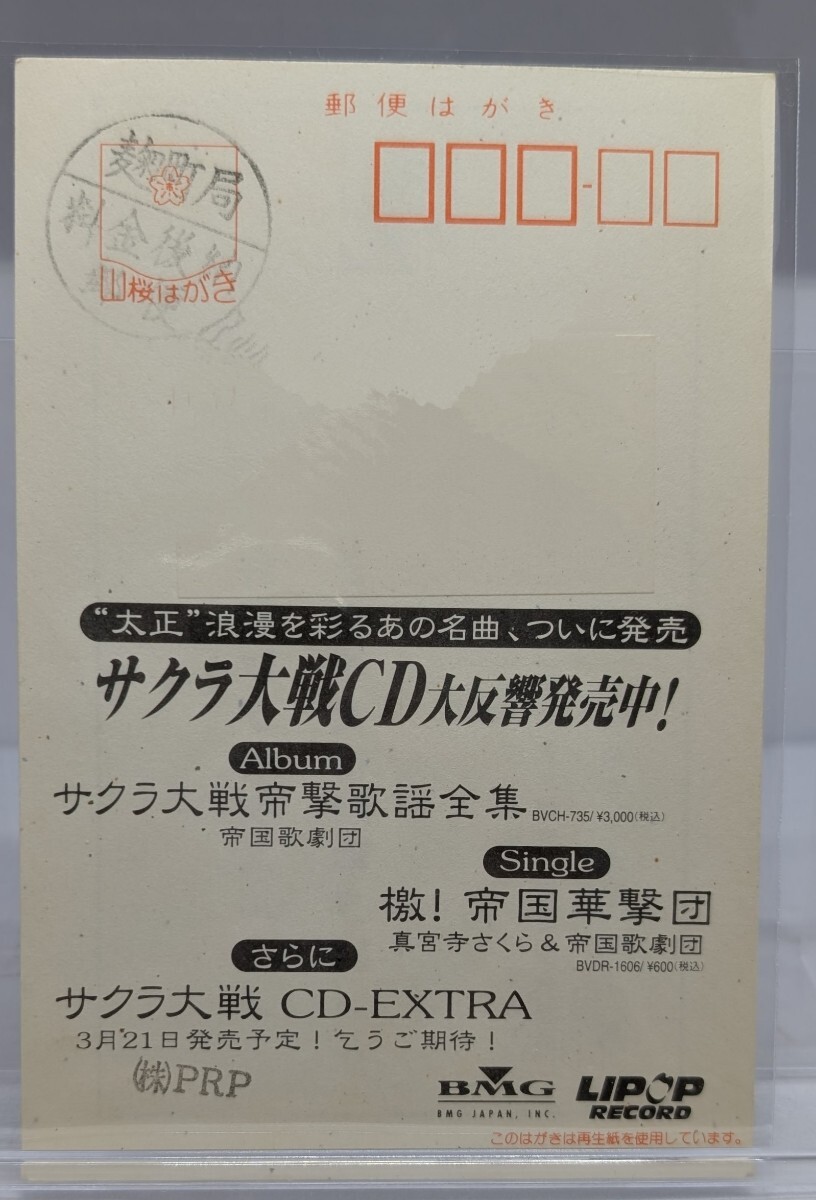 郵便はがき
麹町局
料金後納
郵便
山桜はがき
“太正”浪漫を彩るあの名曲、ついに発売
サクラ大戦CD大反響発売中!
Album
サクラ大戦帝撃歌謡全集 BVCH-735/ ¥3,000(税込)
帝国歌劇団
Single
檄! 帝国華撃団
真宮寺さくら&帝国歌劇団
BVDR-1606/ ¥600(税込)
さらに
サクラ大戦 CD-EXTRA
3月21日発売予定!乞うご期待!
㈱PRP
BMG
BMG JAPAN, INC.
LIPOP
RECORD
このはがきは再生紙を使用しています。